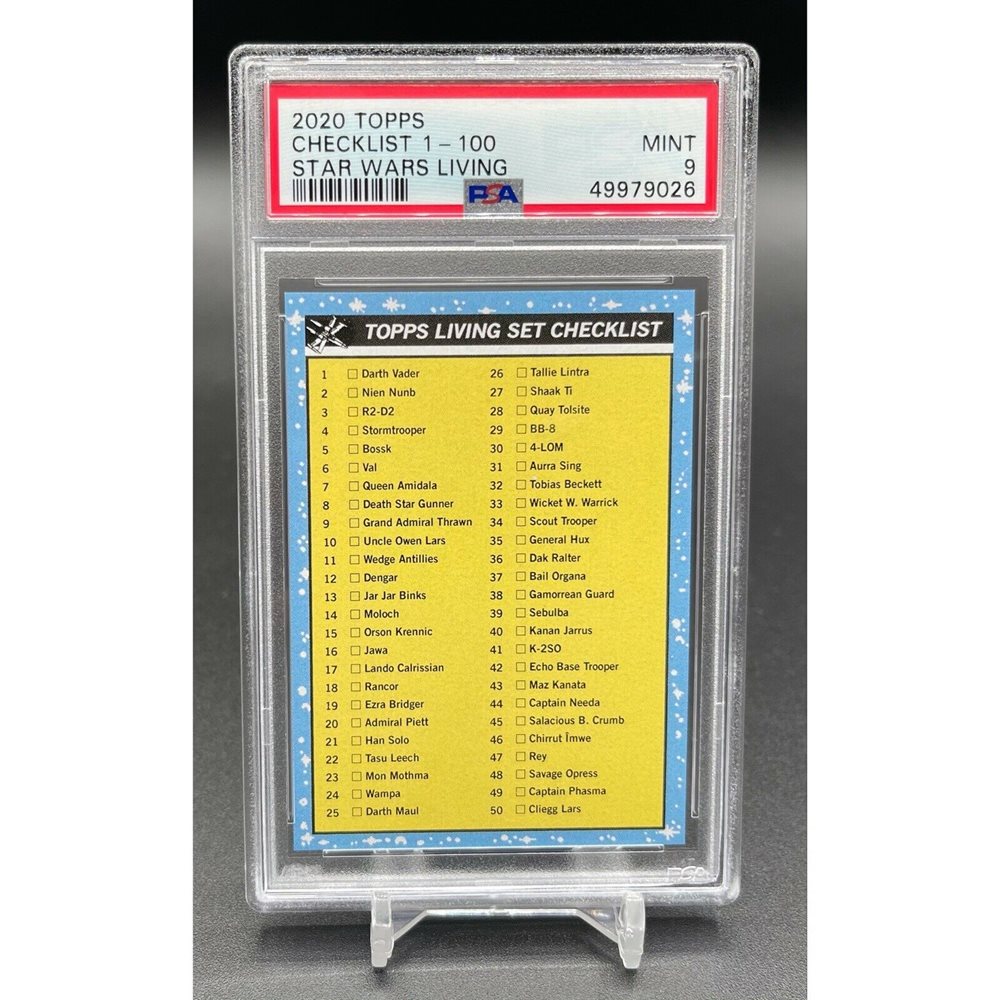 2020 TOPPS
CHECKLIST 1 - 100 MINT
STAR WARS LIVING 9
PSA 49979026
TOPPS LIVING SET CHECKLIST
1 Darth Vader 26 Tallie Lintra
2 Nien Nunb 27 Shaak Ti
3 R2-D2 28 Quay Tolsite
4 Stormtrooper 29 BB-8
5 Bossk 30 4-LOM
6 Val 31 Aurra Sing
7 Queen Amidala 32 Tobias Beckett
8 Death Star Gunner 33 Wicket W. Warrick
9 Grand Admiral Thrawn 34 Scout Trooper
10 Uncle Owen Lars 35 General Hux
11 Wedge Antillies 36 Dak Ralter
12 Dengar 37 Bail Organa
13 Jar Jar Binks 38 Gamorrean Guard
14 Moloch 39 Sebulba
15 Orson Krennic 40 Kanan Jarrus
16 Jawa 41 K-2SO
17 Lando Calrissian 42 Echo Base Trooper
18 Rancor 43 Maz Kanata
19 Ezra Bridger 44 Captain Needa
20 Admiral Piett 45 Salacious B. Crumb
21 Han Solo 46 Chirrut Îmwe
22 Tasu Leech 47 Rey
23 Mon Mothma 48 Savage Opress
24 Wampa 49 Captain Phasma
25 Darth Maul 50 Cliegg Lars
PSA